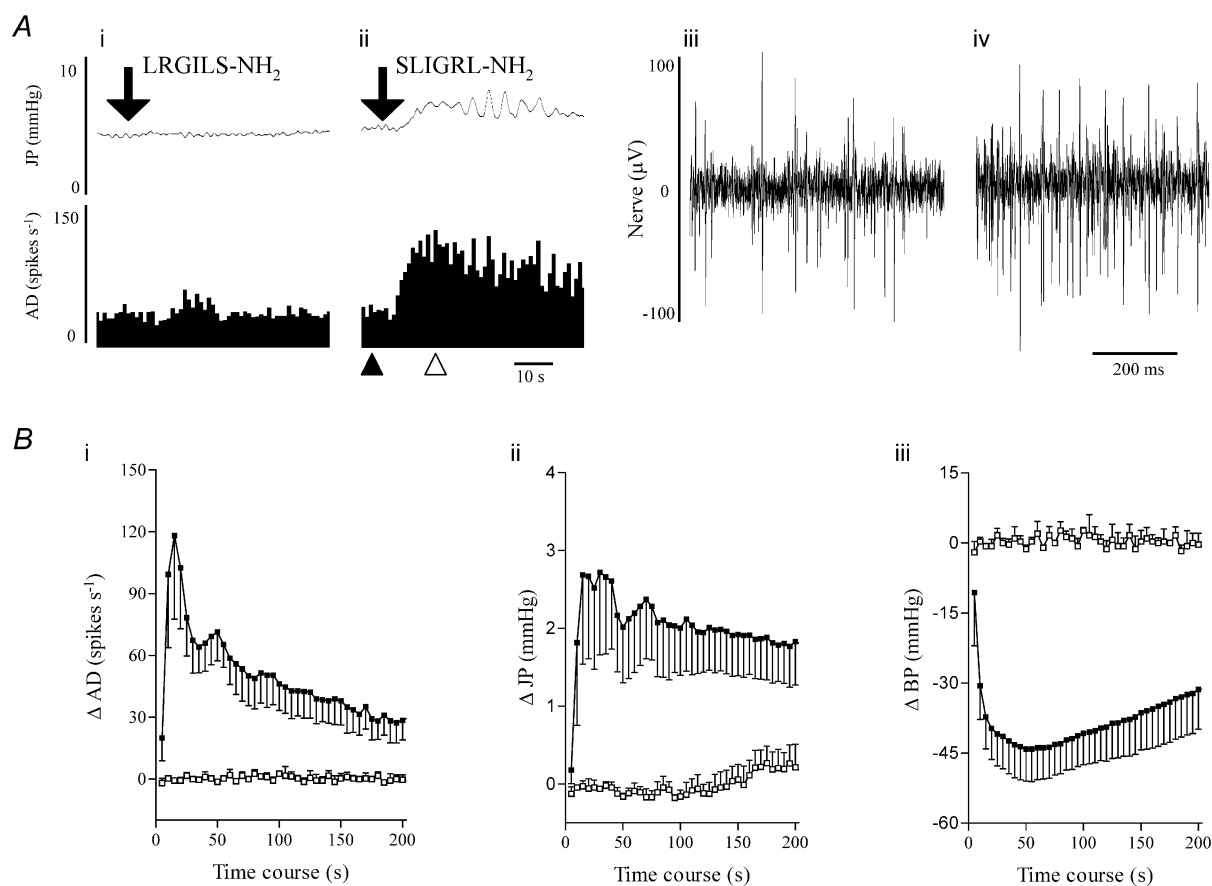 A
i
ii
iii
iv
LRGILS-NH2
SLIGRL-NH2
10
JP (mmHg)
0
150
AD (spikes s-1)
0
10 s
100
Nerve (μV)
0
-100
200 ms
B
i
150
120
90
60
30
0
Δ AD (spikes s-1)
0
50
100
150
200
Time course (s)
ii
4
3
2
1
0
Δ JP (mmHg)
0
50
100
150
200
Time course (s)
iii
15
0
-15
-30
-45
-60
Δ BP (mmHg)
0
50
100
150
200
Time course (s)